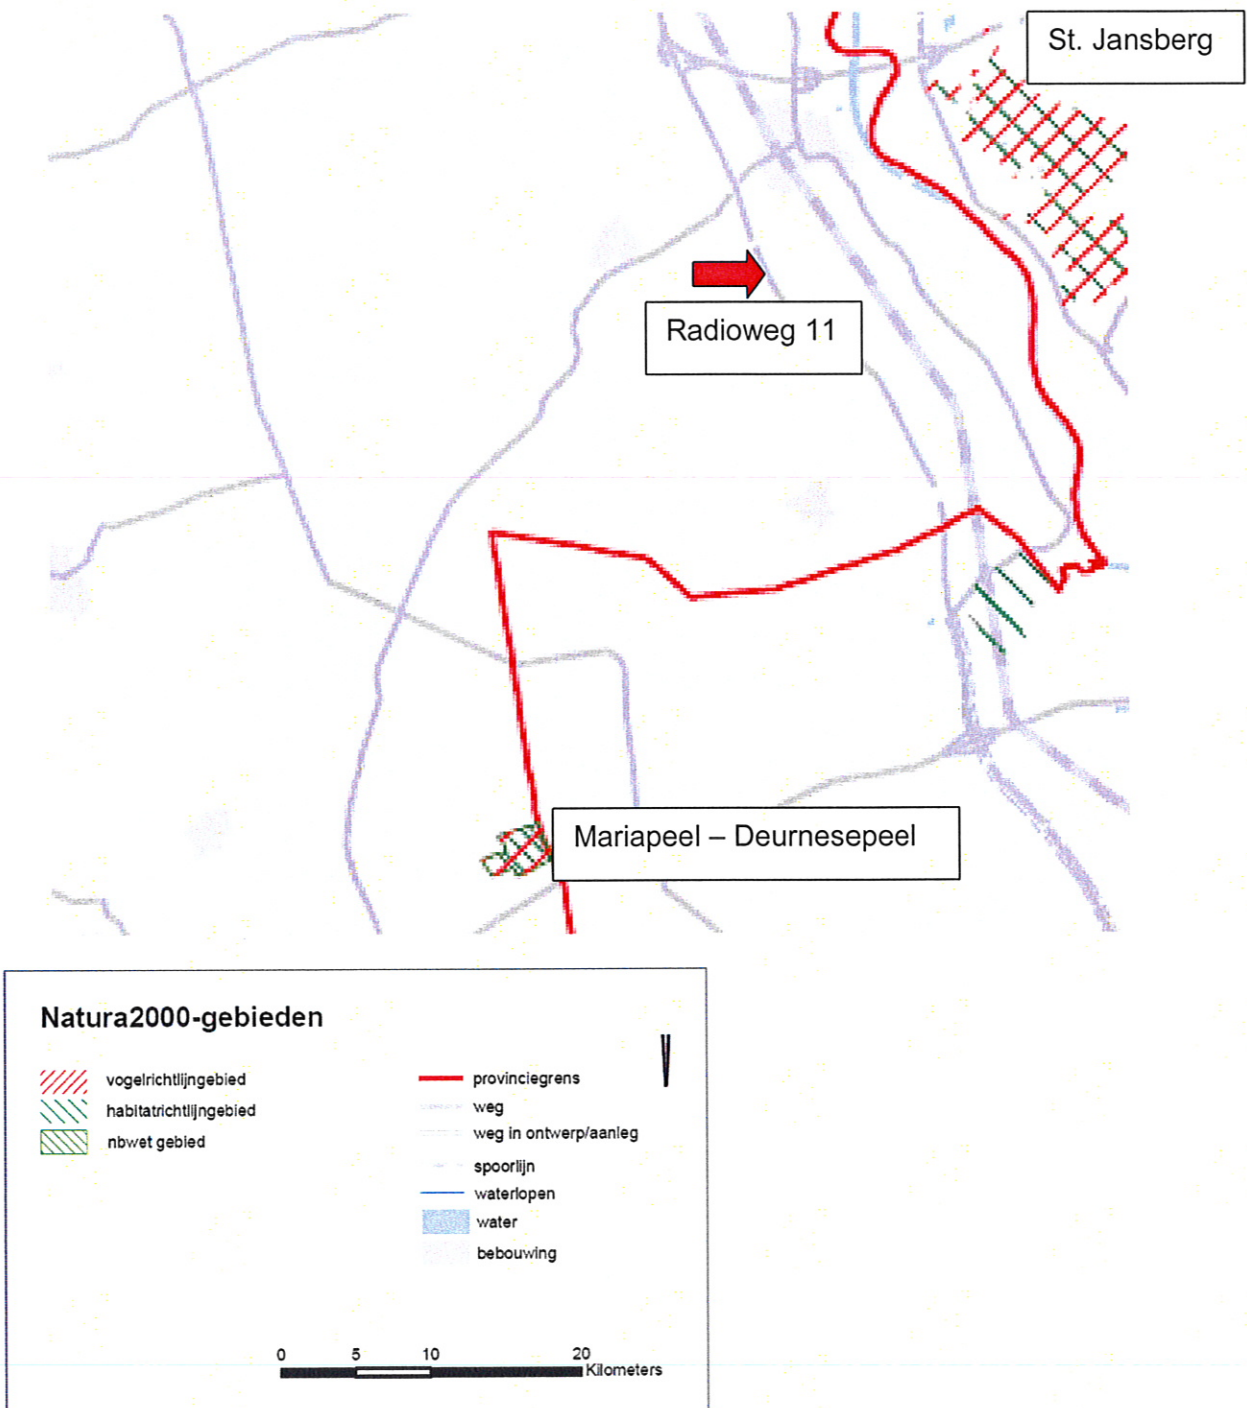 St. Jansberg
Radioweg 11
Mariapeel – Deurnesepeel
Natura2000-gebieden
vogelrichtlijngebied
habitatrichtlijngebied
nbwet gebied
provinciegrens
weg
weg in ontwerp/aanleg
spoorlijn
waterlopen
water
bebouwing
0 5 10 20
Kilometers